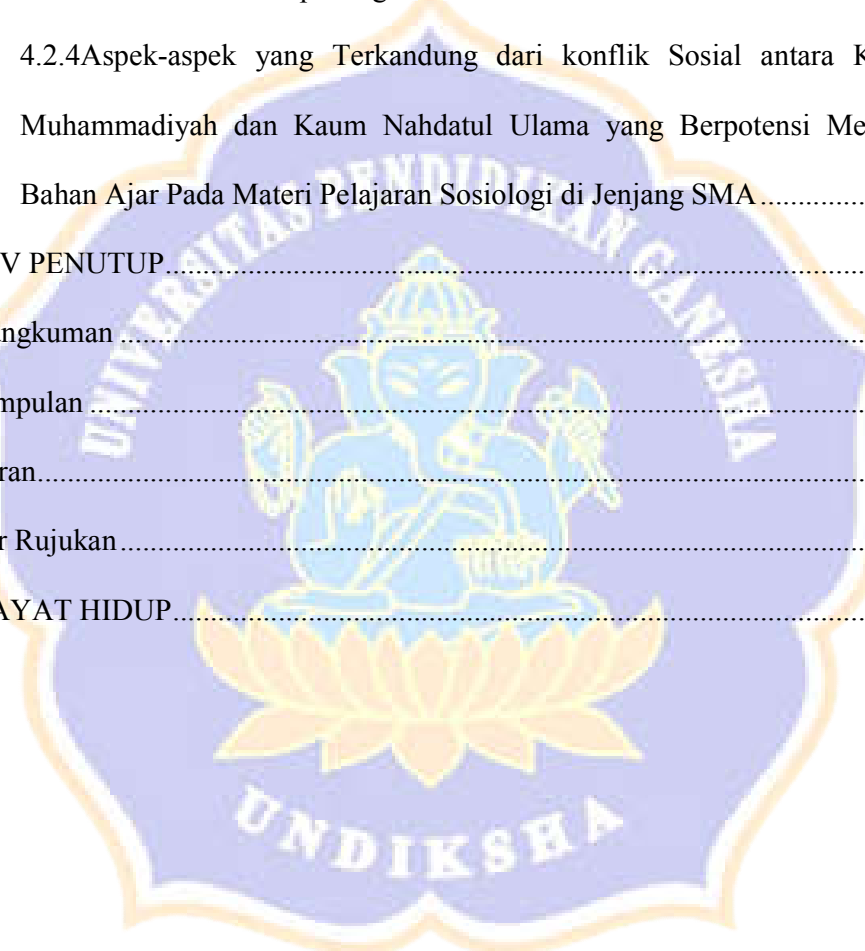 4.2.4Aspek-aspek yang Terkandung dari konflik Sosial antara K
Muhammadiyah dan Kaum Nahdatul Ulama yang Berpotensi Me
Bahan Ajar Pada Materi Pelajaran Sosiologi di Jenjang SMA................
V PENUTUP................................................................................
ngkuman................................................................................
mpulan................................................................................
ran................................................................................
r Rujukan................................................................................
AYAT HIDUP................................................................................
UNIVERSITAS PENDIDIKAN GANESHA
UNDIKSHA